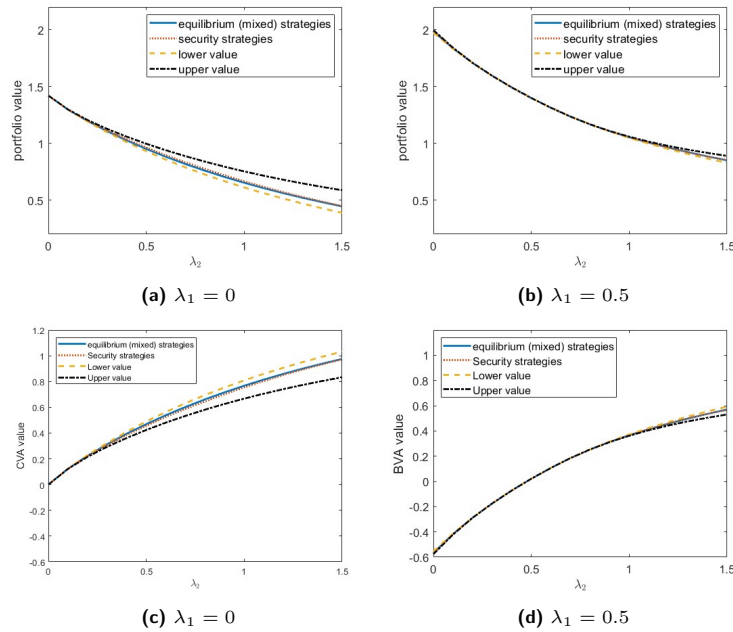 equilibrium (mixed) strategies
security strategies
lower value
upper value
portfolio value
2
1.5
1
0.5
0
0.5
1
1.5
λ₂
(a) λ₁ = 0
equilibrium (mixed) strategies
security strategies
lower value
upper value
portfolio value
2
1.5
1
0.5
0
0.5
1
1.5
λ₂
(b) λ₁ = 0.5
equilibrium (mixed) strategies
Security strategies
Lower value
Upper value
CVA value
1.2
1
0.8
0.6
0.4
0.2
0
-0.2
-0.4
-0.6
0
0.5
1
1.5
λ₂
(c) λ₁ = 0
equilibrium (mixed) strategies
Security strategies
Lower value
Upper value
BVA value
1
0.8
0.6
0.4
0.2
0
-0.2
-0.4
-0.6
0
0.5
1
1.5
λ₂
(d) λ₁ = 0.5